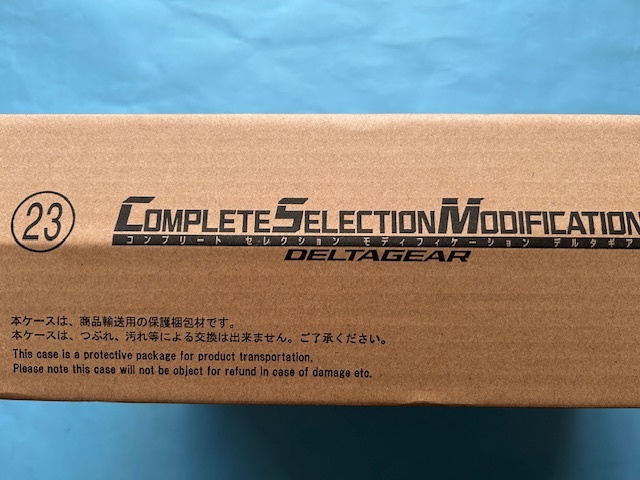 23
COMPLETE SELECTION MODIFICATION
コンプリート セレクション モディフィケーション デルタギア
DELTAGEAR
本ケースは、商品輸送用の保護梱包材です。
本ケースは、つぶれ、汚れ等による交換は出来ません。ご了承ください。
This case is a protective package for product transportation.
Please note this case will not be object for refund in case of damage etc.